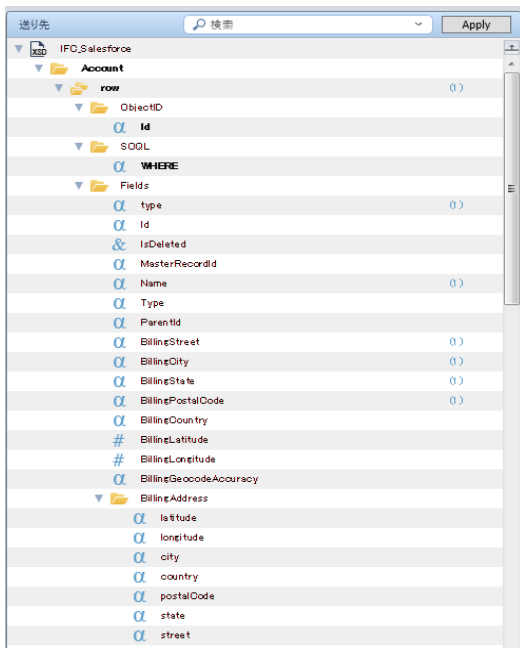 送り先 検索 Apply
XSD IFC_Salesforce
Account
row (1)
ObjectID
α Id
SOQL
α WHERE
Fields
α type (1)
α Id
& IsDeleted
α MasterRecordId
α Name (1)
α Type
α ParentId
α BillingStreet (1)
α BillingCity (1)
α BillingState (1)
α BillingPostalCode (1)
α BillingCountry
# BillingLatitude
# BillingLongitude
α BillingGeocodeAccuracy
BillingAddress
α latitude
α longitude
α city
α country
α postalCode
α state
α street